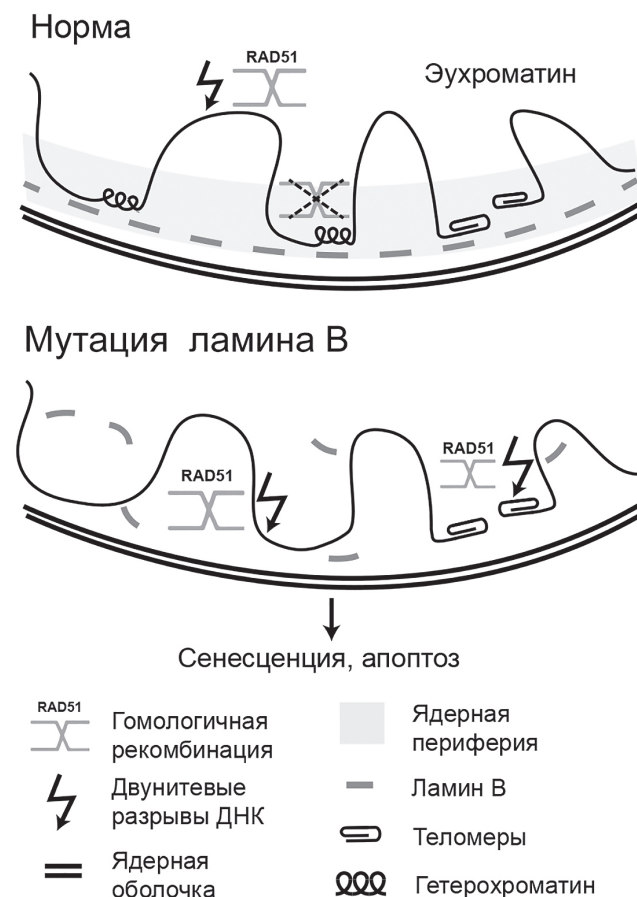 Норма
RAD51
Эухроматин
Мутация ламина В
RAD51
RAD51
Сенесценция, апоптоз
RAD51
Гомологичная
рекомбинация
Двунитевые
разрывы ДНК
Ядерная
оболочка
Ядерная
периферия
Ламин В
Теломеры
Гетерохроматин